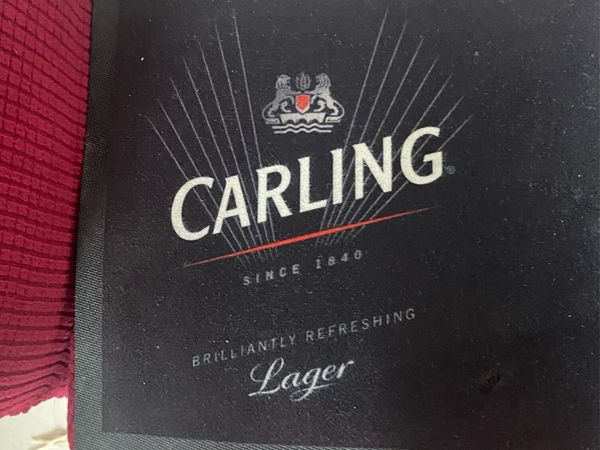 CARLING®
SINCE 1840
BRILLIANTLY REFRESHING
Lager